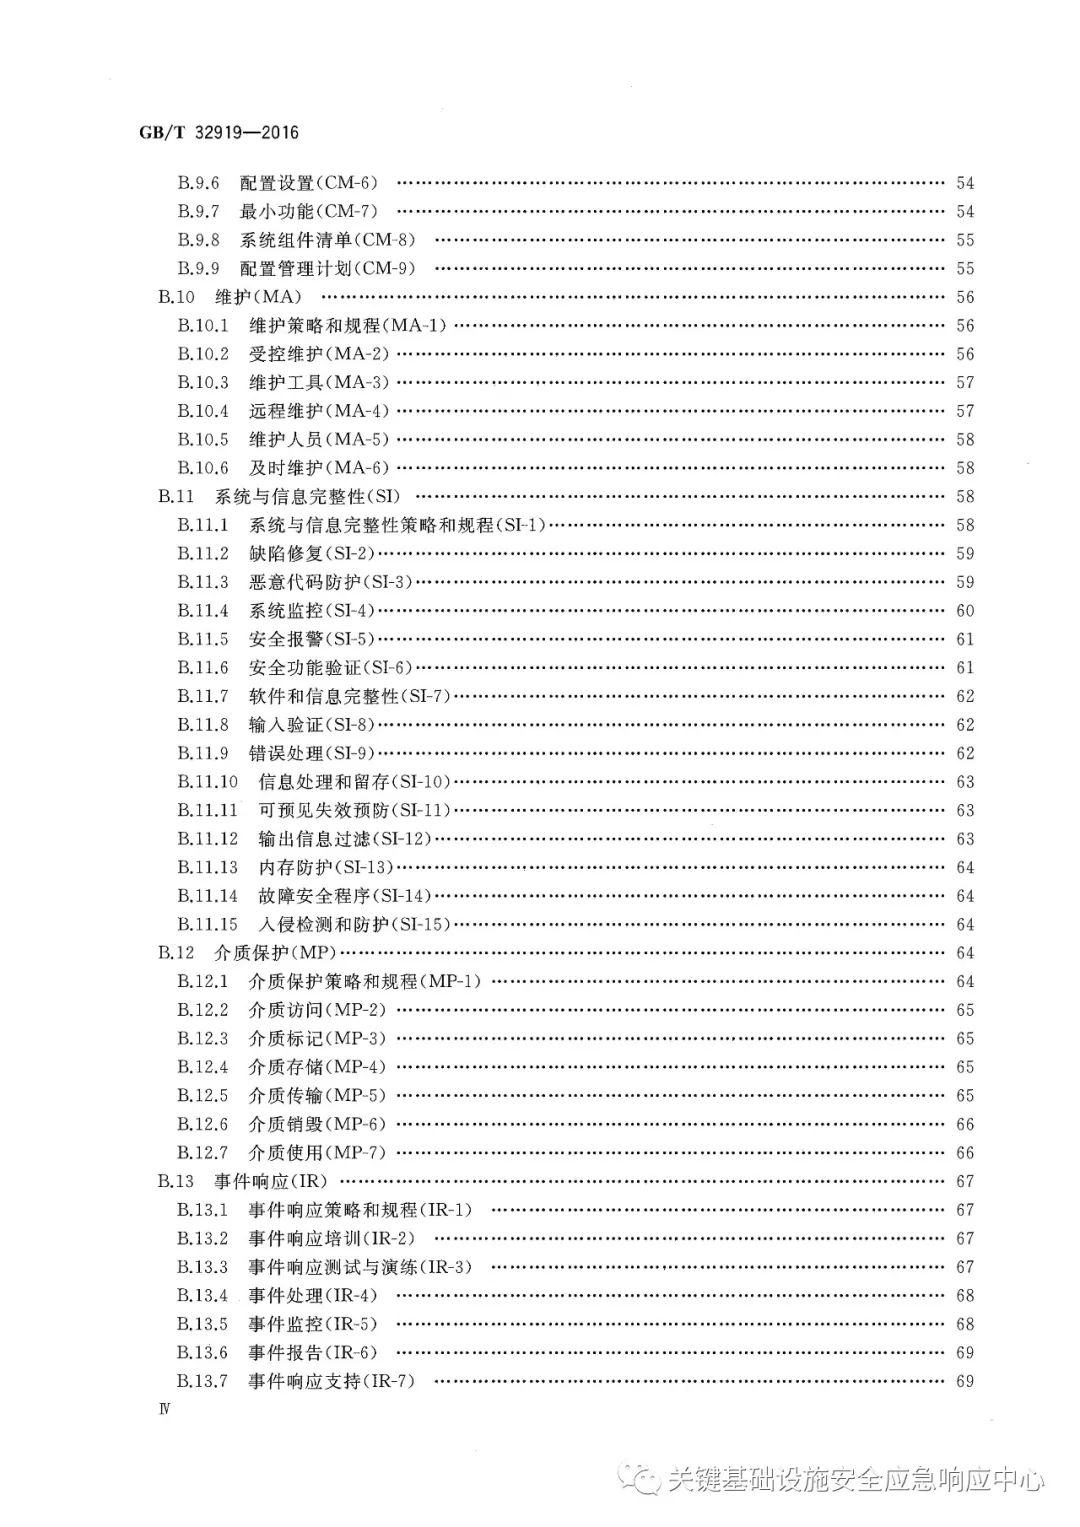 GB/T 32919—2016
B.9.6 配置设置(CM-6) …… 54
B.9.7 最小功能(CM-7) …… 54
B.9.8 系统组件清单(CM-8) …… 55
B.9.9 配置管理计划(CM-9) …… 55
B.10 维护(MA) …… 56
B.10.1 维护策略和规程(MA-1) …… 56
B.10.2 受控维护(MA-2) …… 56
B.10.3 维护工具(MA-3) …… 57
B.10.4 远程维护(MA-4) …… 57
B.10.5 维护人员(MA-5) …… 58
B.10.6 及时维护(MA-6) …… 58
B.11 系统与信息完整性(SI) …… 58
B.11.1 系统与信息完整性策略和规程(SI-1) …… 58
B.11.2 缺陷修复(SI-2) …… 59
B.11.3 恶意代码防护(SI-3) …… 59
B.11.4 系统监控(SI-4) …… 60
B.11.5 安全报警(SI-5) …… 61
B.11.6 安全功能验证(SI-6) …… 61
B.11.7 软件和信息完整性(SI-7) …… 62
B.11.8 输入验证(SI-8) …… 62
B.11.9 错误处理(SI-9) …… 62
B.11.10 信息处理和留存(SI-10) …… 63
B.11.11 可预见失效预防(SI-11) …… 63
B.11.12 输出信息过滤(SI-12) …… 63
B.11.13 内存防护(SI-13) …… 64
B.11.14 故障安全程序(SI-14) …… 64
B.11.15 入侵检测和防护(SI-15) …… 64
B.12 介质保护(MP) …… 64
B.12.1 介质保护策略和规程(MP-1) …… 64
B.12.2 介质访问(MP-2) …… 65
B.12.3 介质标记(MP-3) …… 65
B.12.4 介质存储(MP-4) …… 65
B.12.5 介质传输(MP-5) …… 65
B.12.6 介质销毁(MP-6) …… 66
B.12.7 介质使用(MP-7) …… 66
B.13 事件响应(IR) …… 67
B.13.1 事件响应策略和规程(IR-1) …… 67
B.13.2 事件响应培训(IR-2) …… 67
B.13.3 事件响应测试与演练(IR-3) …… 67
B.13.4 事件处理(IR-4) …… 68
B.13.5 事件监控(IR-5) …… 68
B.13.6 事件报告(IR-6) …… 69
B.13.7 事件响应支持(IR-7) …… 69
Ⅳ
关键基础设施安全应急响应中心